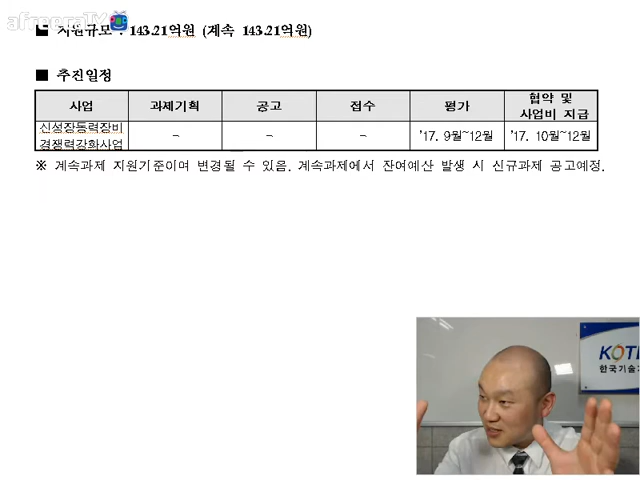 afreecaTV
지원규모 : 143.21억원 (계속 143.21억원)
■ 추진일정
사업 과제기획 공고 접수 평가 협약 및 사업비 지급
신성장동력장비 경쟁력강화사업 - - - '17. 9월~12월 '17. 10월~12월
※ 계속과제 지원기준이며 변경될 수 있음. 계속과제에서 잔여예산 발생 시 신규과제 공고예정.
한국기술